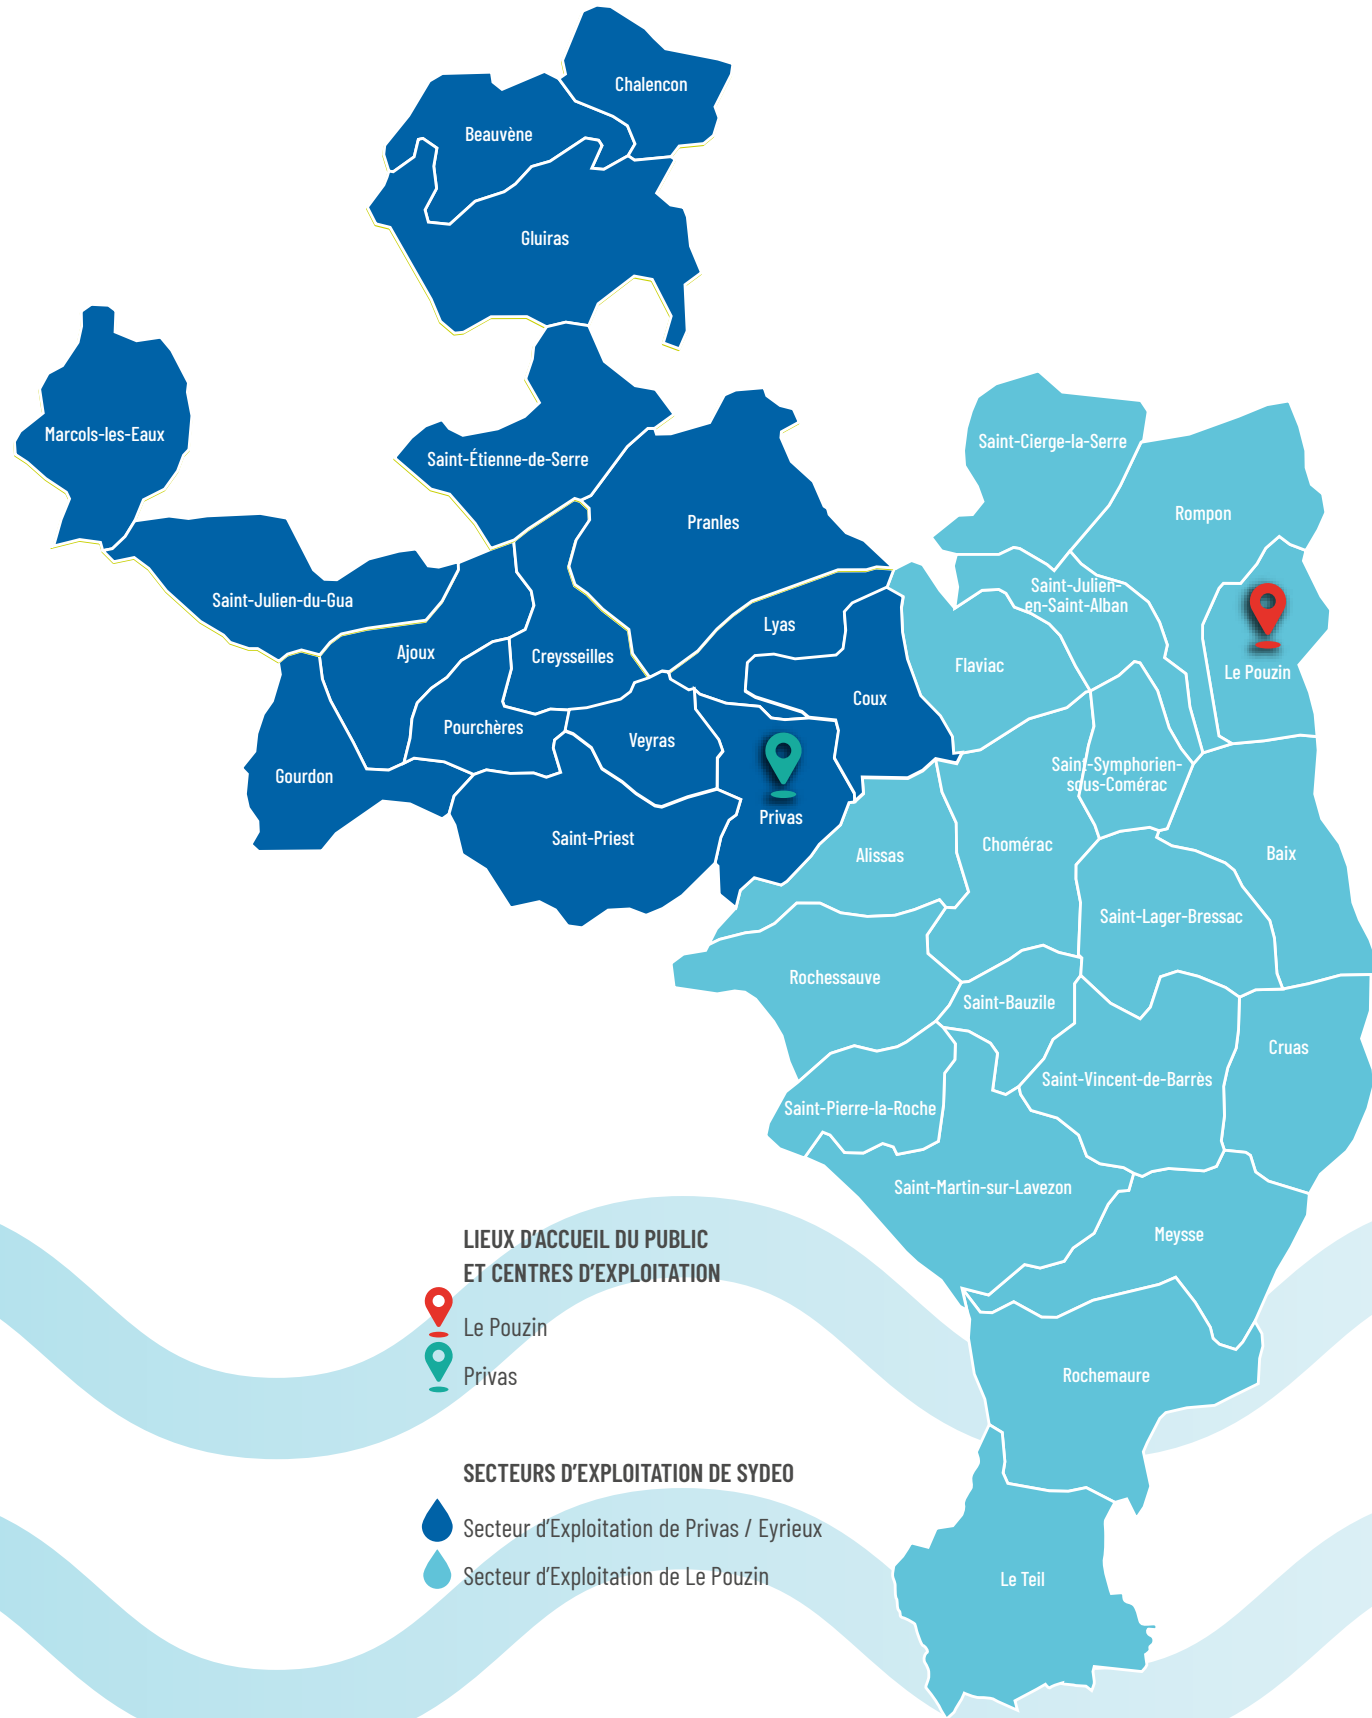 Chalencon
Beauvène
Gluiras
Marcols-les-Eaux
Saint-Étienne-de-Serre
Saint-Cierge-la-Serre
Pranles
Rompon
Saint-Julien-du-Gua
Saint-Julien-
en-Saint-Alban
Lyas
Ajoux
Creysseilles
Flaviac
Le Pouzin
Coux
Pourchères
Veyras
Gourdon
Saint-Symphorien-
sous-Comérac
Privas
Saint-Priest
Chomérac
Alissas
Baix
Saint-Lager-Bressac
Rochessauve
Saint-Bauzile
Cruas
Saint-Vincent-de-Barrès
Saint-Pierre-la-Roche
Saint-Martin-sur-Lavezon
Meysse
Rochemaure
Le Teil
LIEUX D'ACCUEIL DU PUBLIC
ET CENTRES D'EXPLOITATION
Le Pouzin
Privas
SECTEURS D'EXPLOITATION DE SYDEO
Secteur d'Exploitation de Privas / Eyrieux
Secteur d'Exploitation de Le Pouzin